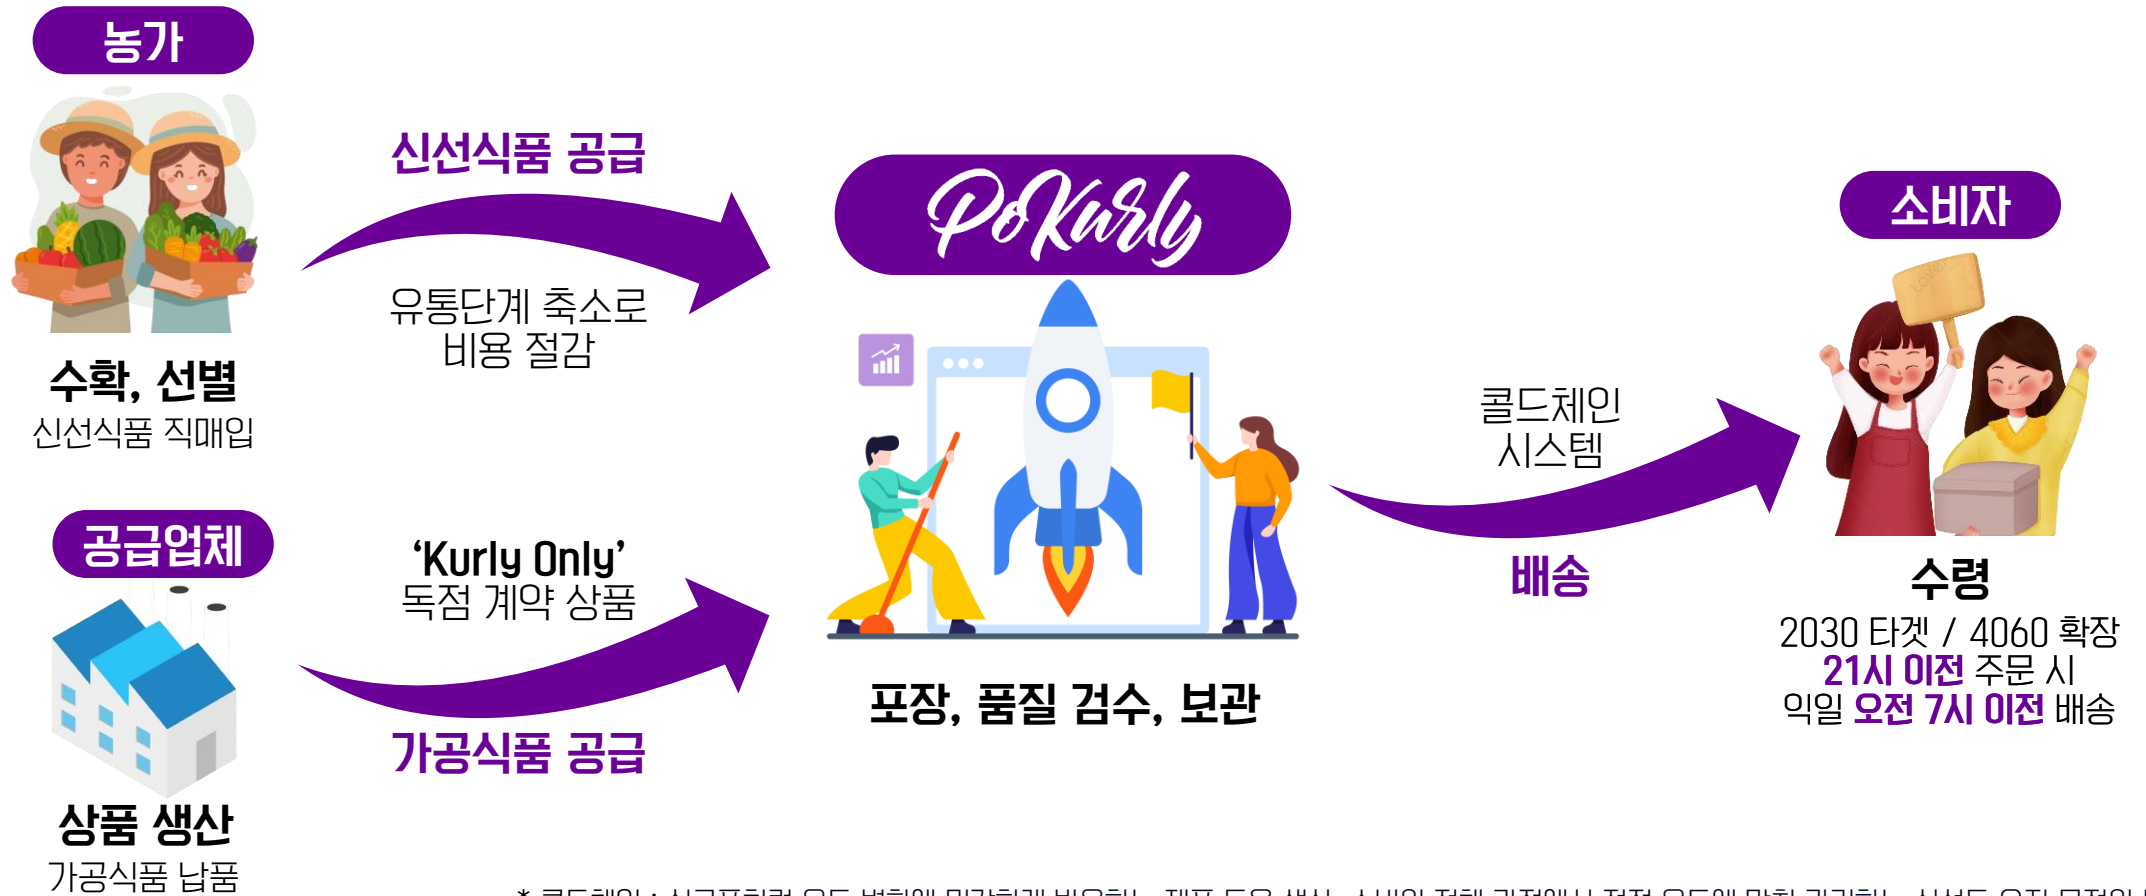 농가
수확, 선별
신선식품 직매입
신선식품 공급
유통단계 축소로
비용 절감
공급업체
상품 생산
가공식품 납품
‘Kurly Only’
독점 계약 상품
가공식품 공급
PoKurly
포장, 품질 검수, 보관
콜드체인
시스템
배송
소비자
수령
2030 타겟 / 4060 확장
21시 이전 주문 시
익일 오전 7시 이전 배송
* 콜드체인 :